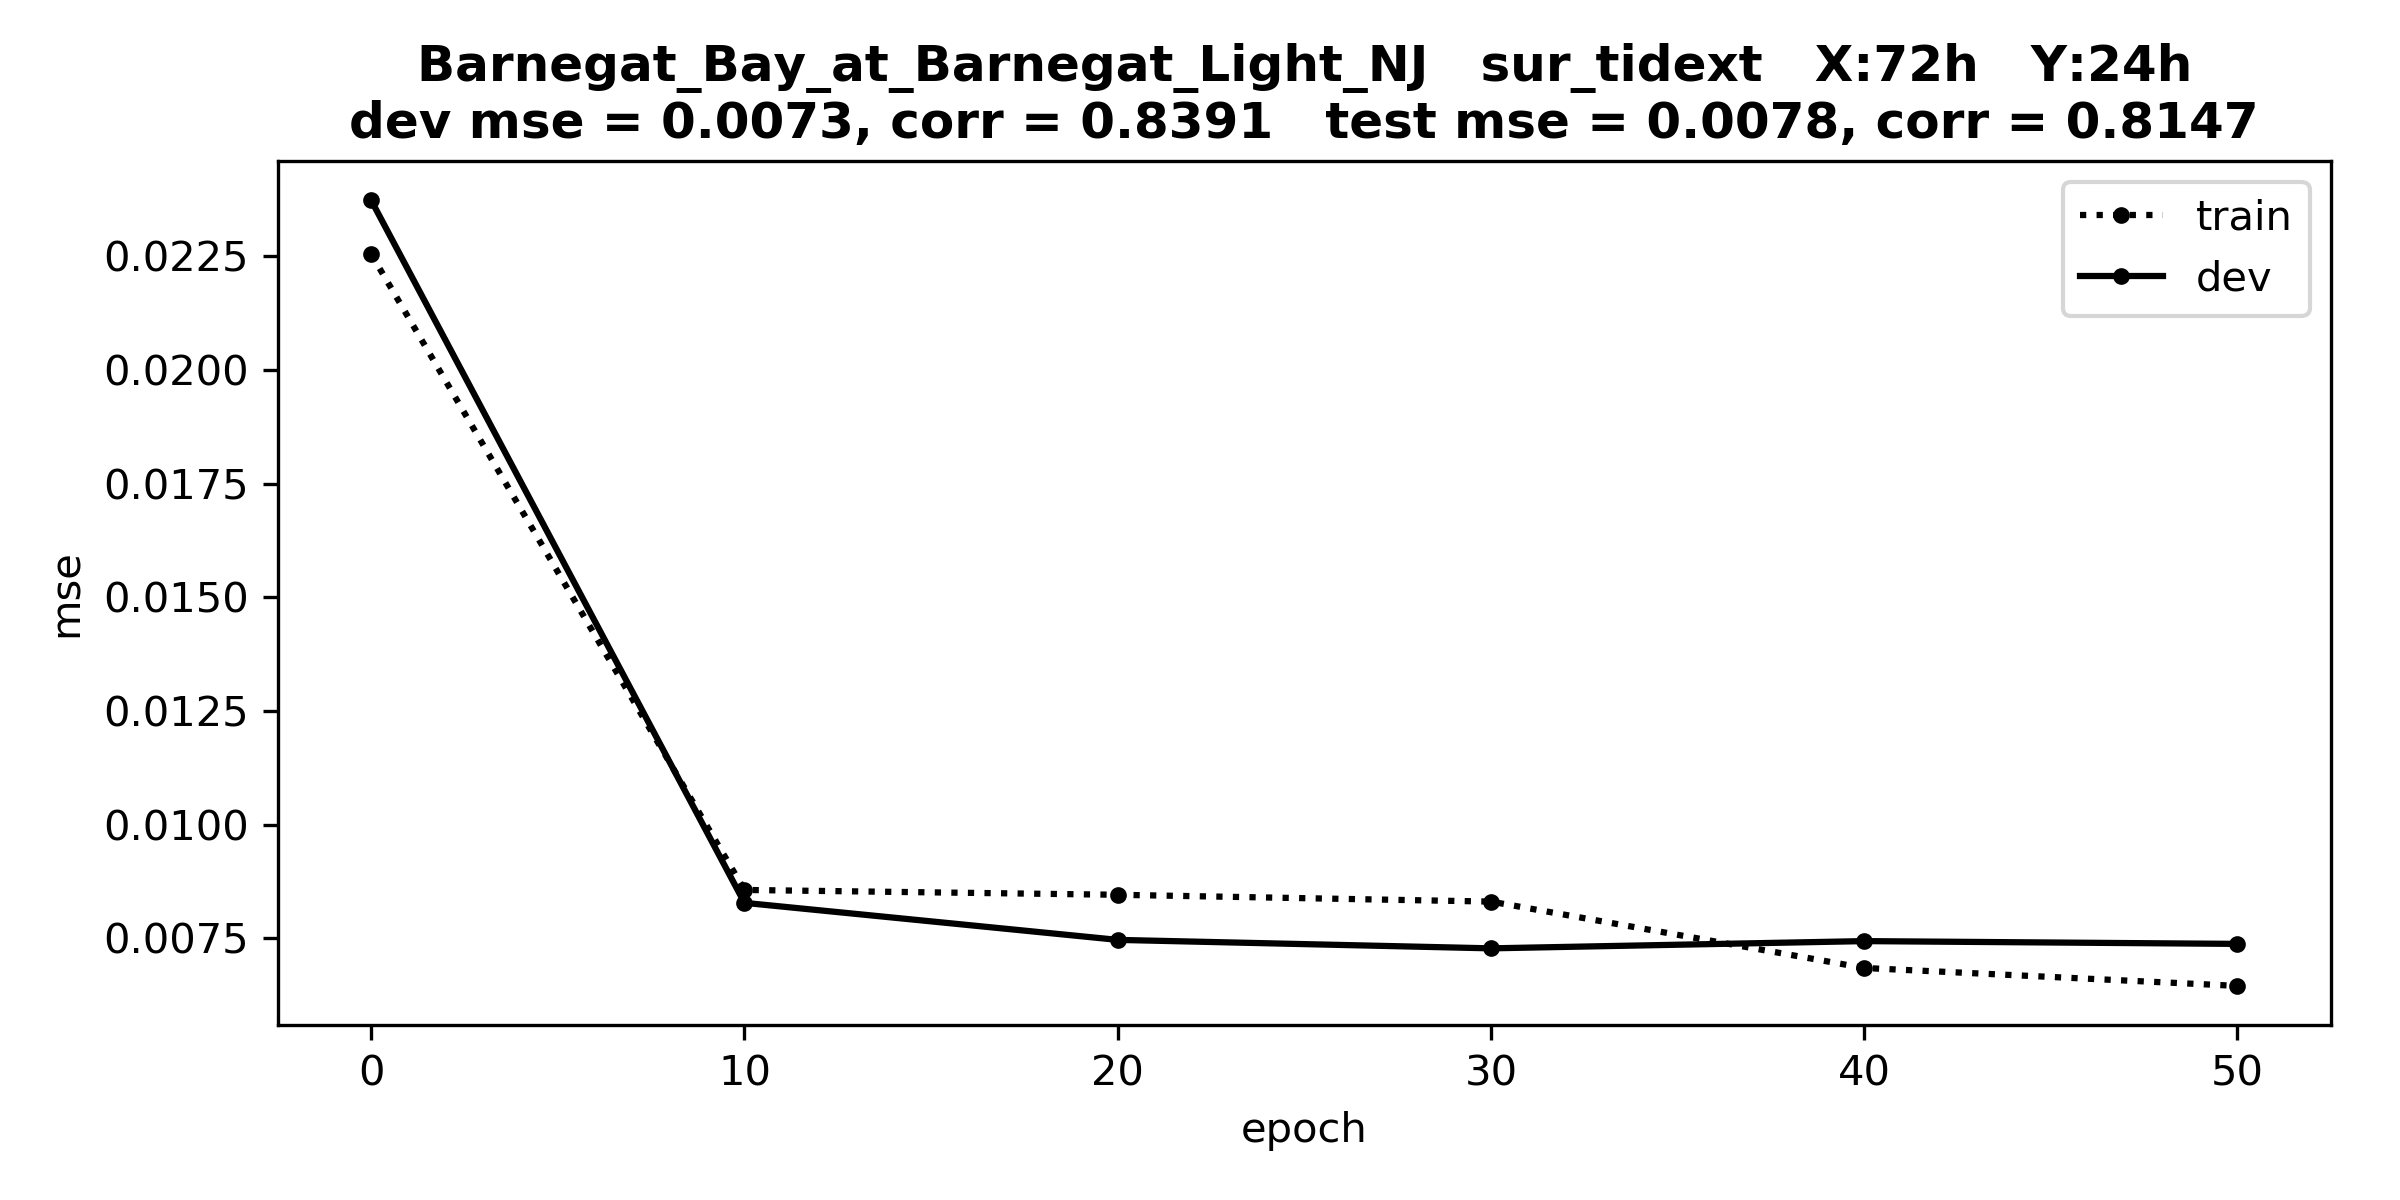 Barnegat_Bay_at_Barnegat_Light_NJ   sur_tidext   X:72h   Y:24h
dev mse = 0.0073, corr = 0.8391   test mse = 0.0078, corr = 0.8147
train
dev
mse
0.0225
0.0200
0.0175
0.0150
0.0125
0.0100
0.0075
0 10 20 30 40 50
epoch